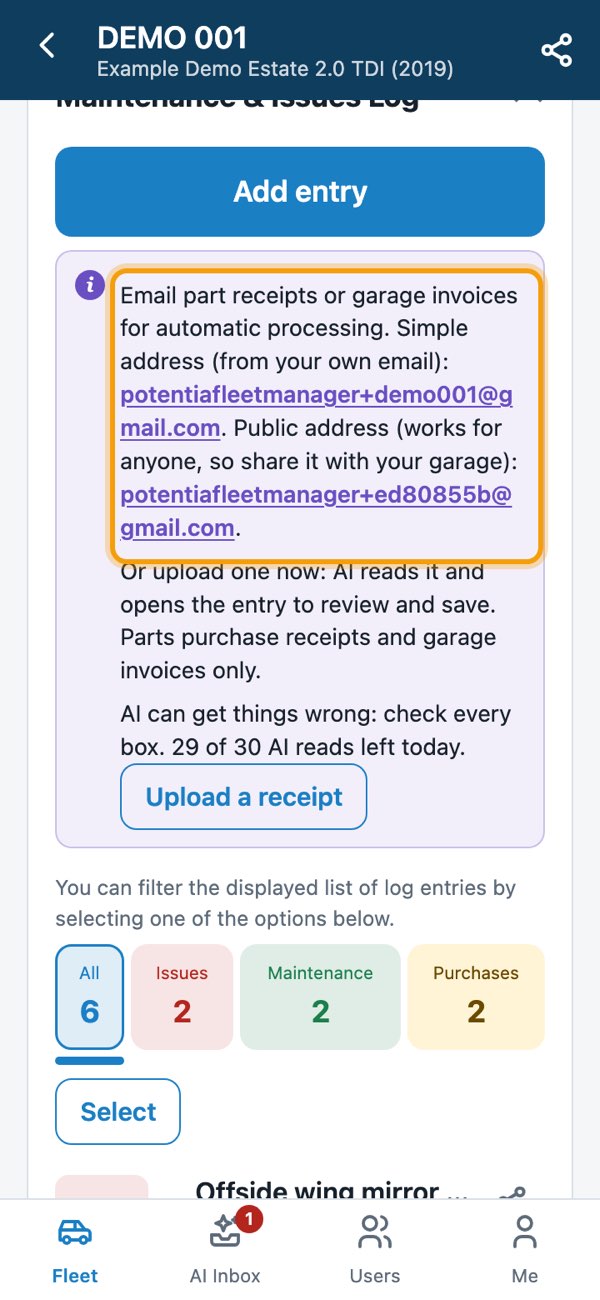 DEMO 001
Example Demo Estate 2.0 TDI (2019)
Maintenance & Issues Log
Add entry
Email part receipts or garage invoices
for automatic processing. Simple
address (from your own email):
potentiafleetmanager+demo001@g
mail.com. Public address (works for
anyone, so share it with your garage):
potentiafleetmanager+ed80855b@
gmail.com.
Or upload one now: AI reads it and
opens the entry to review and save.
Parts purchase receipts and garage
invoices only.
AI can get things wrong: check every
box. 29 of 30 AI reads left today.
Upload a receipt
You can filter the displayed list of log entries by
selecting one of the options below.
All Issues Maintenance Purchases
6 2 2 2
Select
Offside wing mirror ...
1
Fleet AI Inbox Users Me